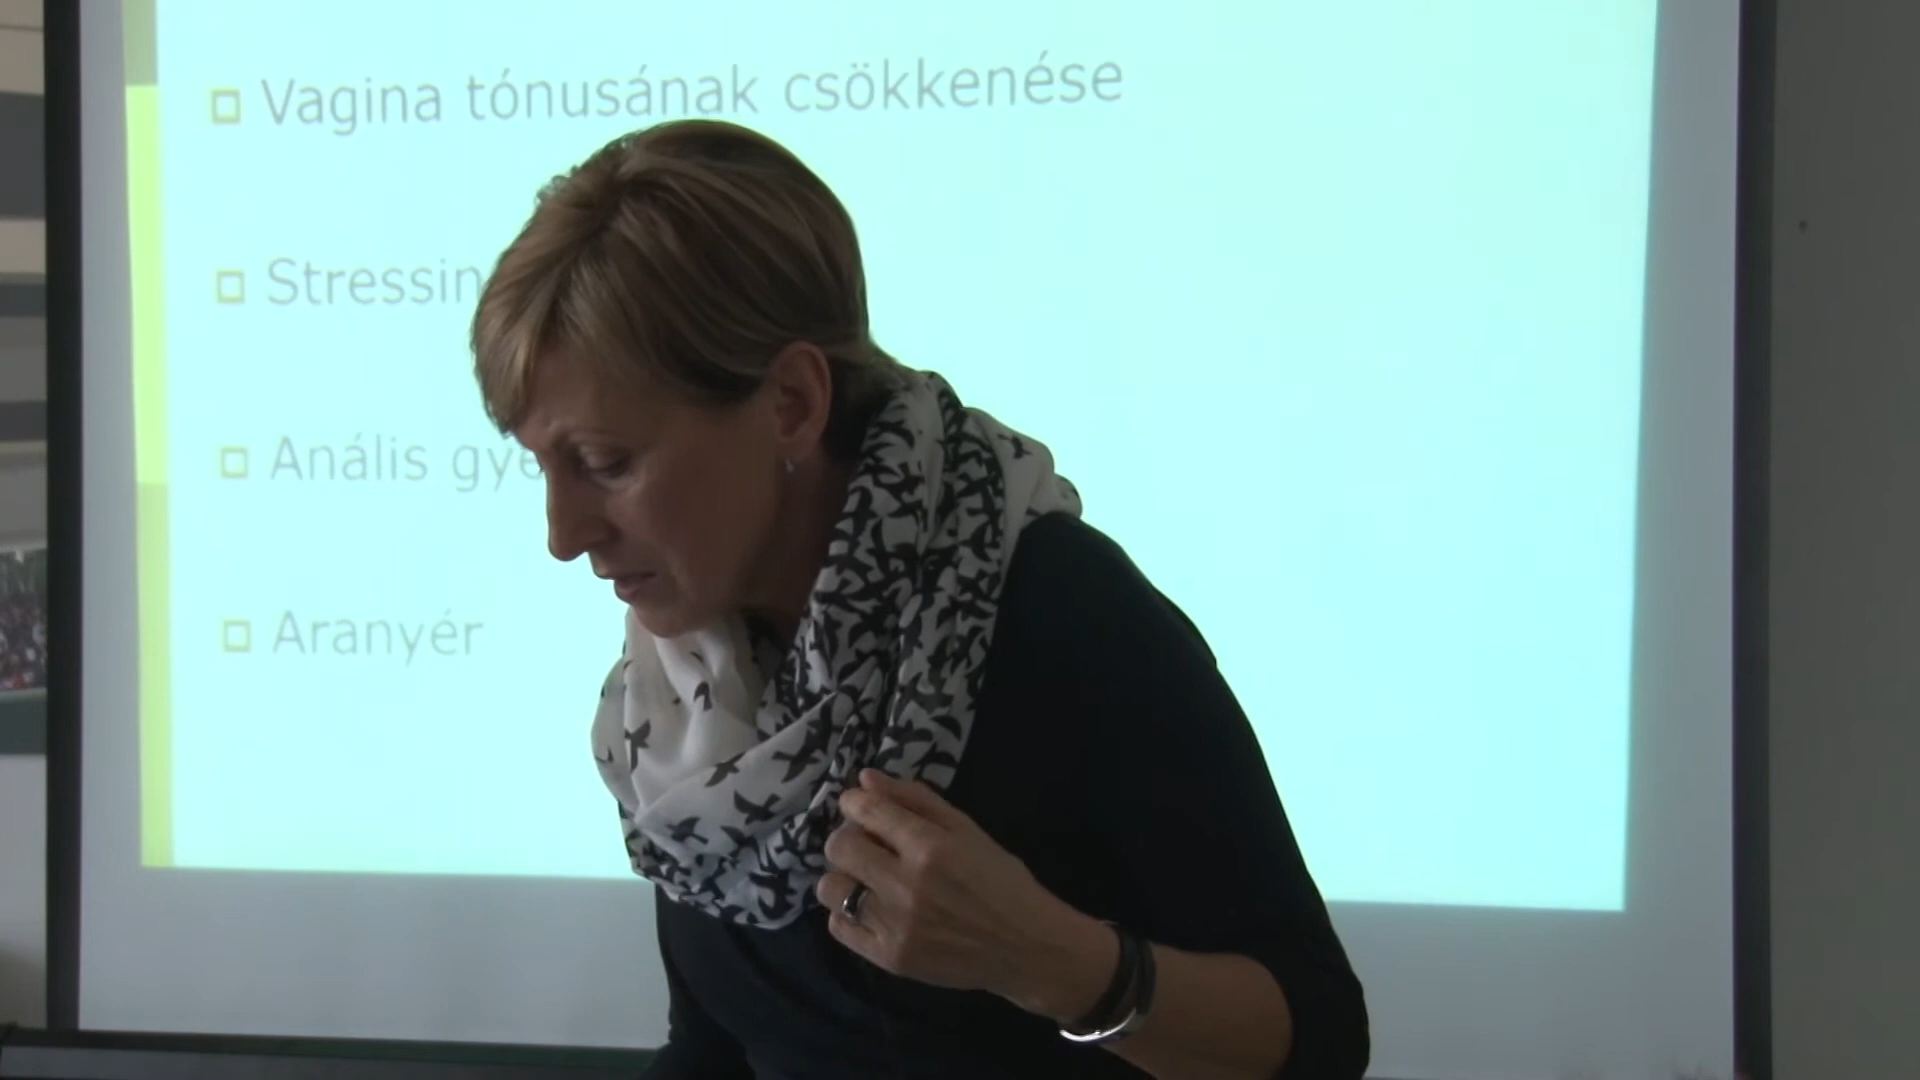 Vagina tónusának csökkenése
Stressin
Anális gye
Aranyér